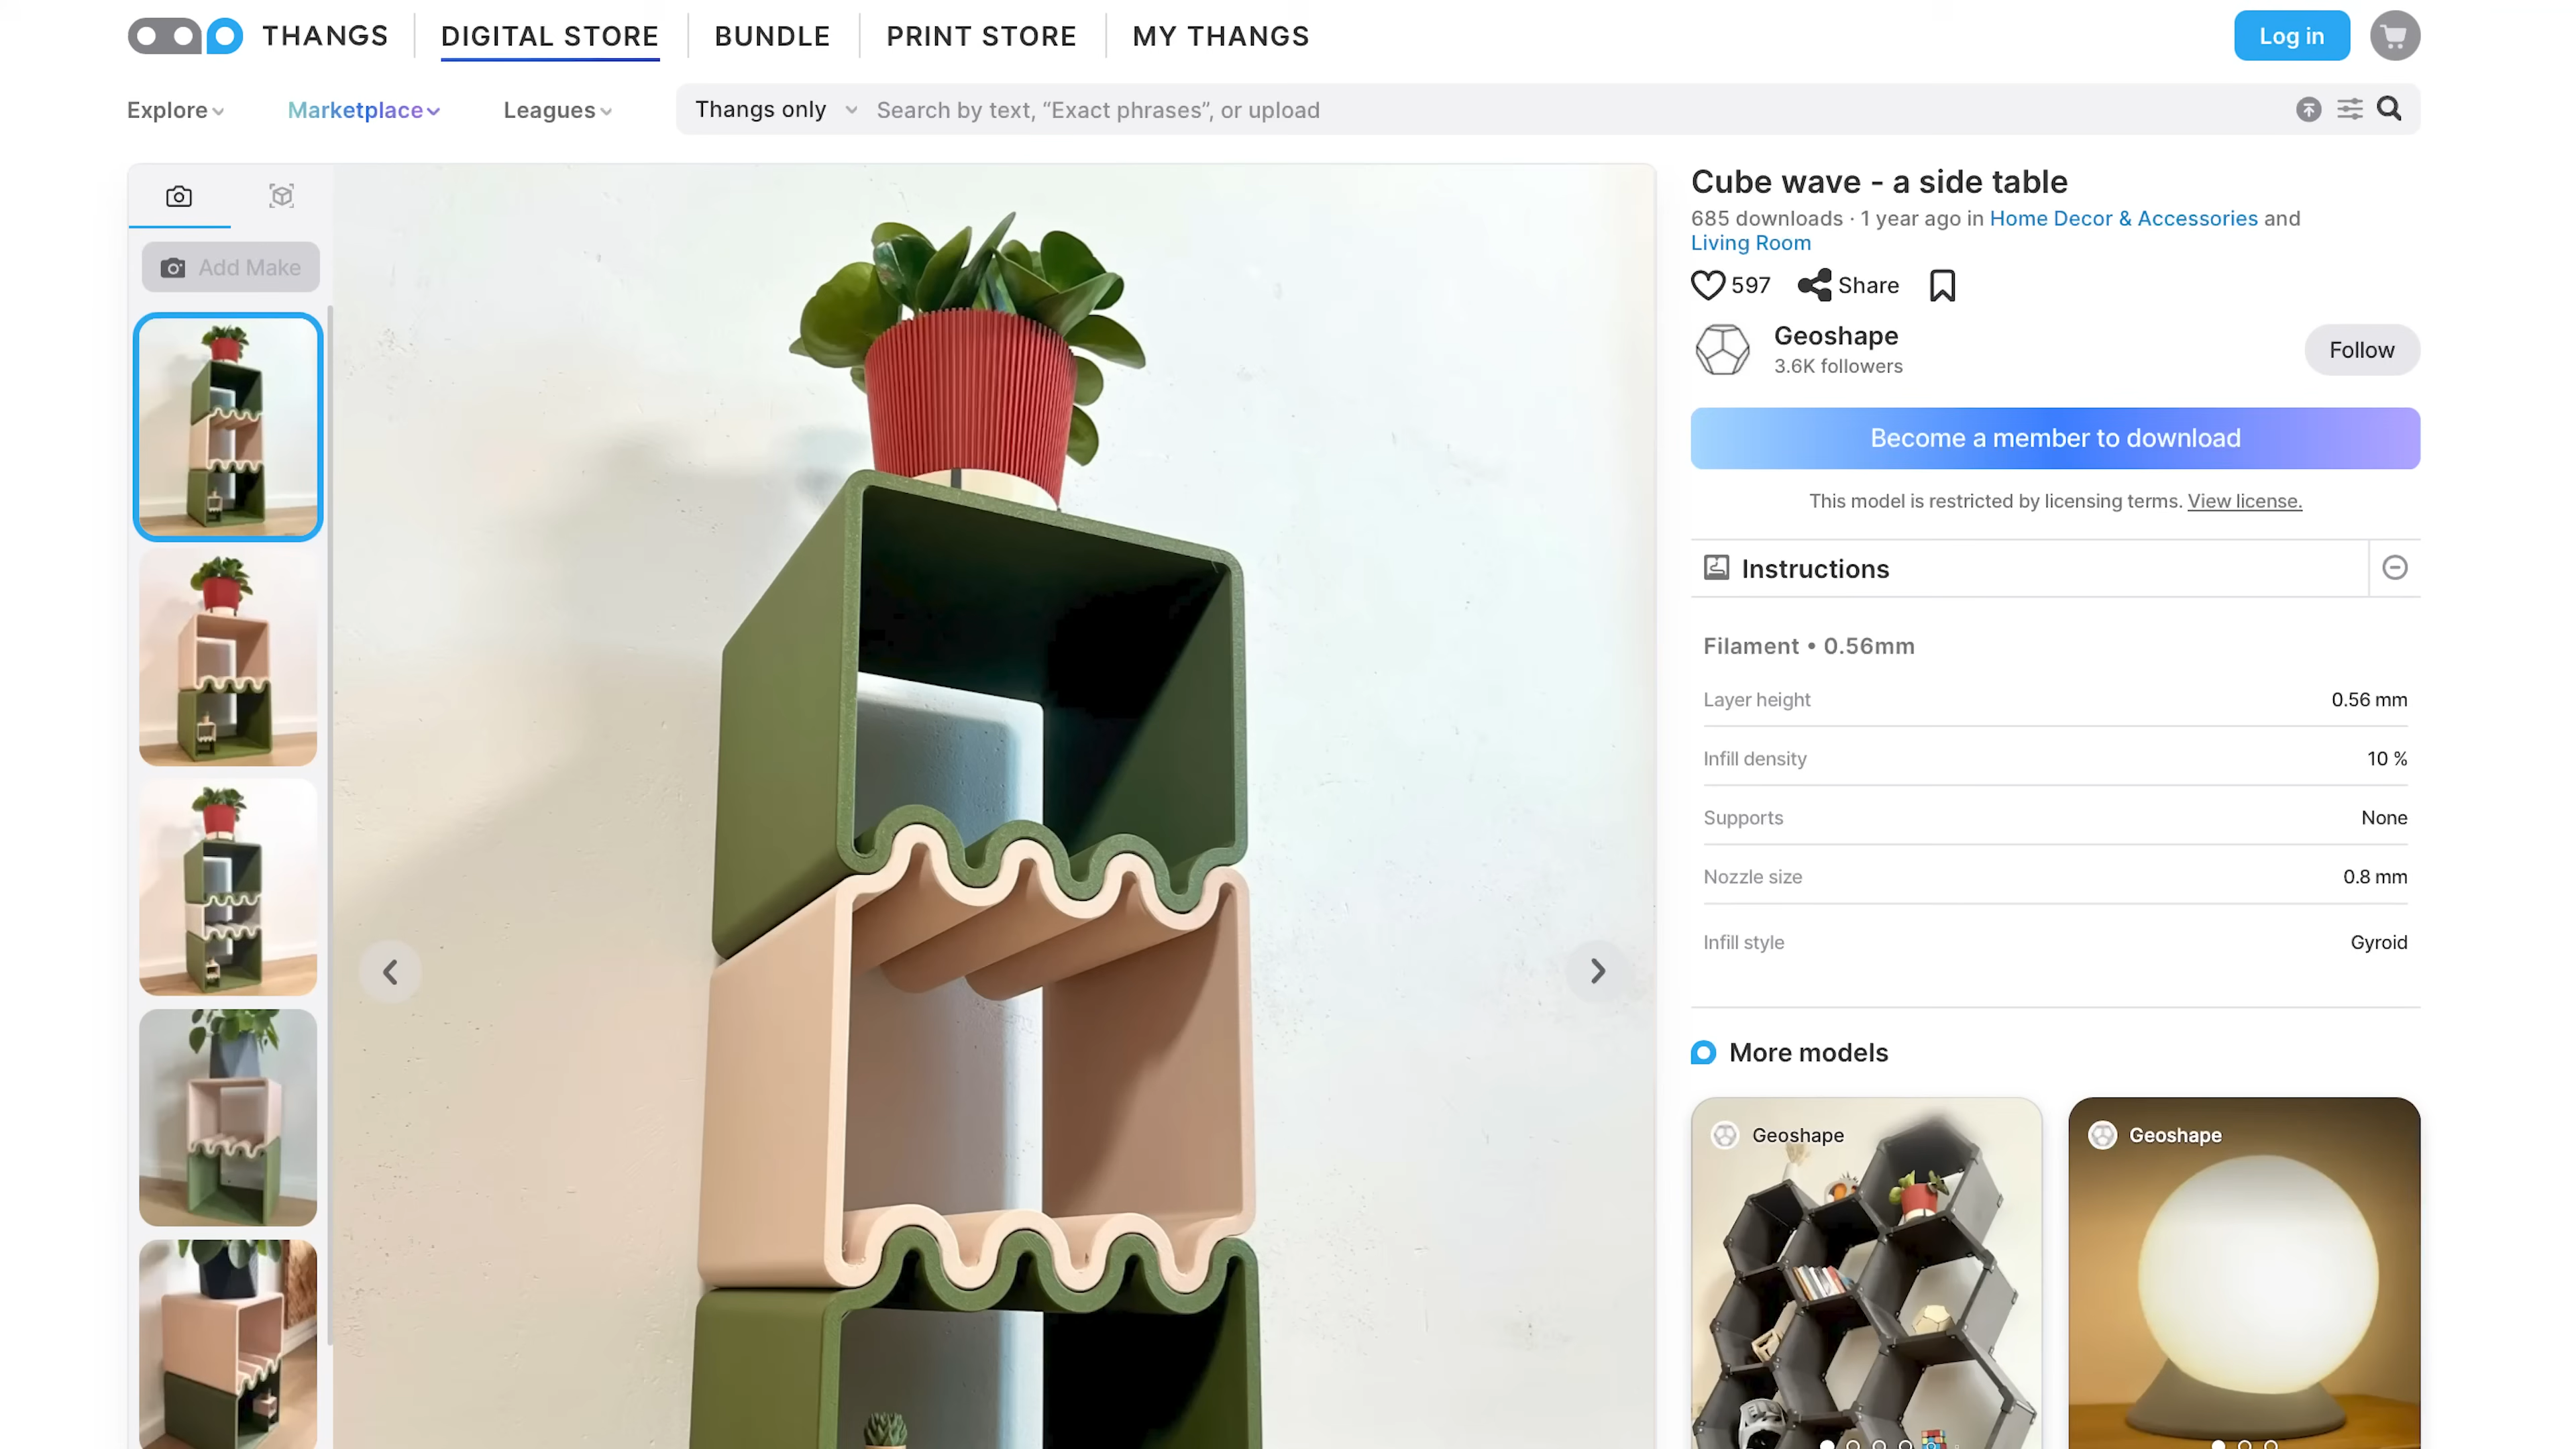 THANGS
DIGITAL STORE
BUNDLE
PRINT STORE
MY THANGS
Log in
Explore
Marketplace
Leagues
Thangs only
Search by text, “Exact phrases”, or upload
Add Make
Cube wave - a side table
685 downloads · 1 year ago in Home Decor & Accessories and
Living Room
597
Share
Geoshape
3.6K followers
Follow
Become a member to download
This model is restricted by licensing terms. View license.
Instructions
Filament • 0.56mm
Layer height 0.56 mm
Infill density 10 %
Supports None
Nozzle size 0.8 mm
Infill style Gyroid
More models
Geoshape
Geoshape